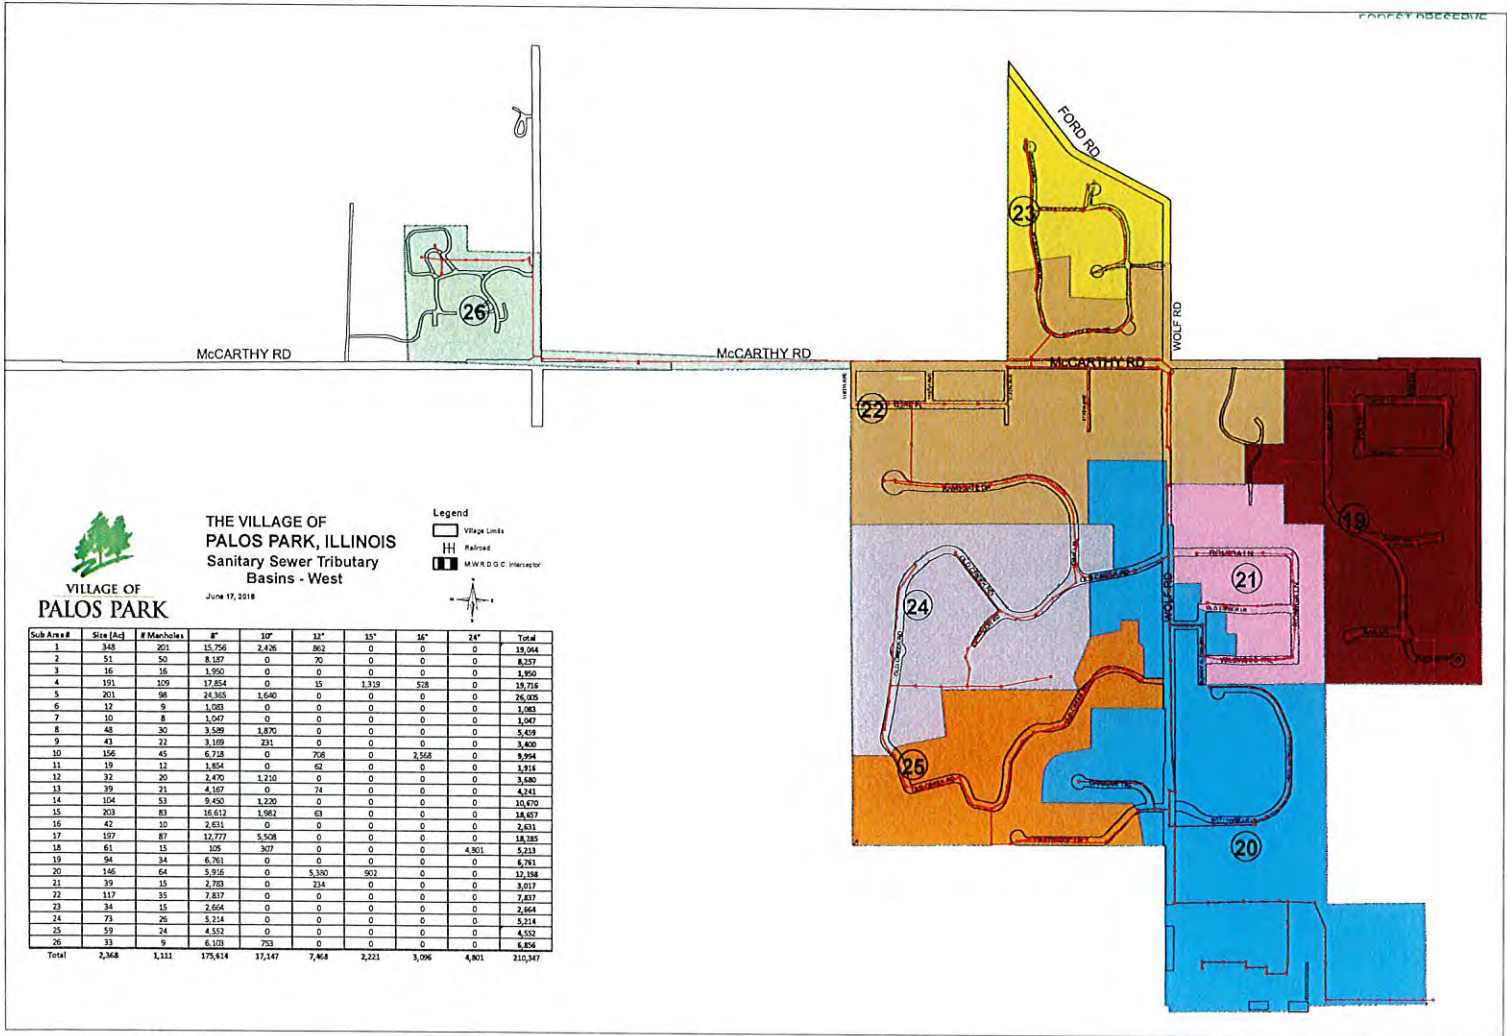 FOREST PRESERVE
FORD RD
23
WOLF RD
26
McCARTHY RD
McCARTHY RD
McCARTHY RD
22
19
21
24
WOLF RD
25
20
THE VILLAGE OF
PALOS PARK, ILLINOIS
Sanitary Sewer Tributary
Basins - West
June 17, 2016
VILLAGE OF
PALOS PARK
Legend
Village Limits
Railroad
M.W.R.D.G.C. Interceptor
Sub Area # Size (Ac) # Manholes 8" 10" 12" 15" 16" 24" Total
1 348 201 15,756 2,426 862 0 0 0 19,044
2 51 50 8,187 0 70 0 0 0 8,257
3 16 16 1,950 0 0 0 0 0 1,950
4 191 109 17,854 0 15 1,319 528 0 19,716
5 201 98 24,365 1,640 0 0 0 0 26,005
6 12 9 1,083 0 0 0 0 0 1,083
7 10 8 1,047 0 0 0 0 0 1,047
8 48 30 3,589 1,870 0 0 0 0 5,459
9 43 22 3,169 231 0 0 0 0 3,400
10 156 45 6,718 0 708 0 2,568 0 9,994
11 19 12 1,854 0 62 0 0 0 1,916
12 32 20 2,470 1,210 0 0 0 0 3,680
13 39 21 4,167 0 74 0 0 0 4,241
14 104 53 9,450 1,220 0 0 0 0 10,670
15 203 83 16,612 1,982 63 0 0 0 18,657
16 42 10 2,631 0 0 0 0 0 2,631
17 197 87 12,777 5,508 0 0 0 0 18,285
18 61 15 105 307 0 0 0 4,801 5,213
19 94 34 6,761 0 0 0 0 0 6,761
20 146 64 5,916 0 5,380 902 0 0 12,198
21 39 15 2,783 0 234 0 0 0 3,017
22 117 35 7,837 0 0 0 0 0 7,837
23 34 15 2,664 0 0 0 0 0 2,664
24 73 26 5,214 0 0 0 0 0 5,214
25 59 24 4,552 0 0 0 0 0 4,552
26 33 9 6,103 753 0 0 0 0 6,856
Total 2,368 1,111 175,614 17,147 7,468 2,221 3,096 4,801 210,347